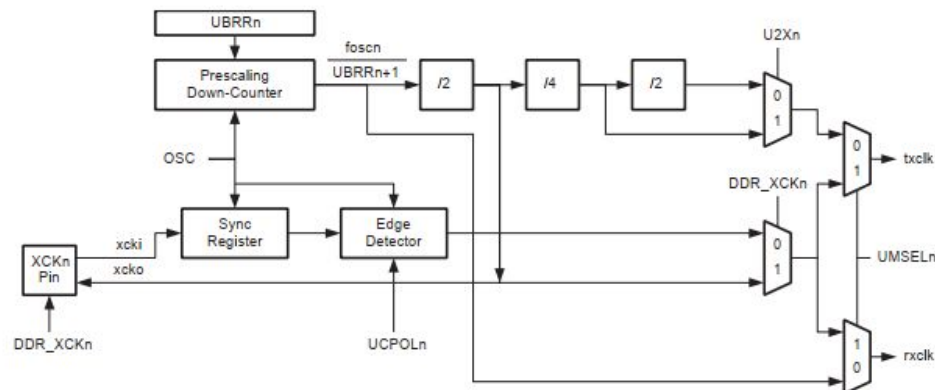 UBRRn
U2Xn
foscn
UBRRn+1
Prescaling
Down-Counter
/2
/4
/2
0
1
OSC
0
1
txclk
DDR_XCKn
Sync
Register
Edge
Detector
xcki
0
1
XCKn
Pin
xcko
UMSELn
DDR_XCKn
UCPOLn
1
0
rxclk